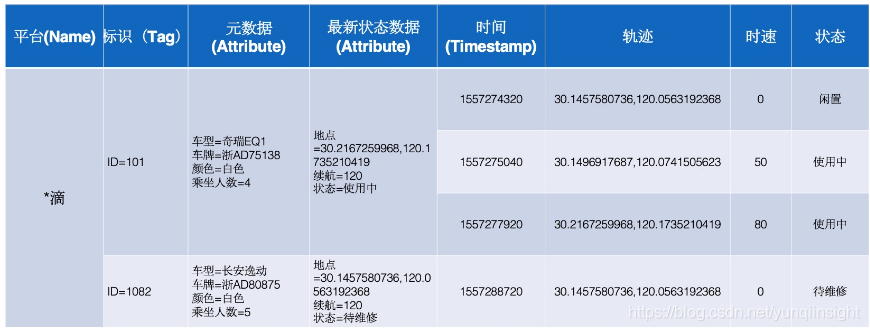 平台(Name)
标识（Tag）
元数据
(Attribute)
最新状态数据
(Attribute)
时间
(Timestamp)
轨迹
时速
状态
*滴
ID=101
车型=奇瑞EQ1
车牌=浙AD75138
颜色=白色
乘坐人数=4
地点
=30.2167259968,120.1
735210419
续航=120
状态=使用中
1557274320
30.1457580736,120.0563192368
0
闲置
1557275040
30.1496917687,120.0741505623
50
使用中
1557277920
30.2167259968,120.1735210419
80
使用中
ID=1082
车型=长安逸动
车牌=浙AD80875
颜色=白色
乘坐人数=5
地点
=30.1457580736,120.0
563192368
续航=120
状态=待维修
1557288720
30.1457580736,120.0563192368
0
待维修
https://blog.csdn.net/yunqiinsight